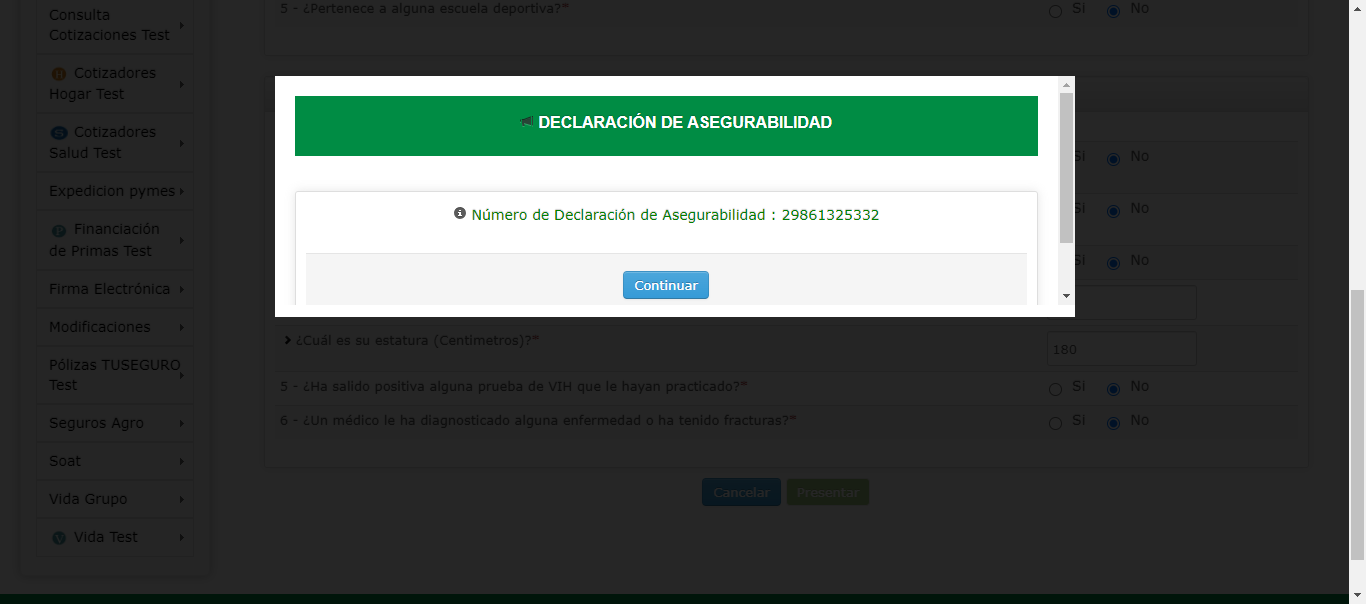 Consulta
Cotizaciones Test
Cotizadores
Hogar Test
Cotizadores
Salud Test
Expedicion pymes
Financiación
de Primas Test
Firma Electrónica
Modificaciones
Pólizas TUSEGURO
Test
Seguros Agro
Soat
Vida Grupo
Vida Test
5 - ¿Pertenece a alguna escuela deportiva?* Si No
DECLARACIÓN DE ASEGURABILIDAD
Número de Declaración de Asegurabilidad : 29861325332
Continuar
Si No
Si No
Si No
¿Cuál es su estatura (Centimetros)?* 180
5 - ¿Ha salido positiva alguna prueba de VIH que le hayan practicado?* Si No
6 - ¿Un médico le ha diagnosticado alguna enfermedad o ha tenido fracturas?* Si No
Cancelar Presentar